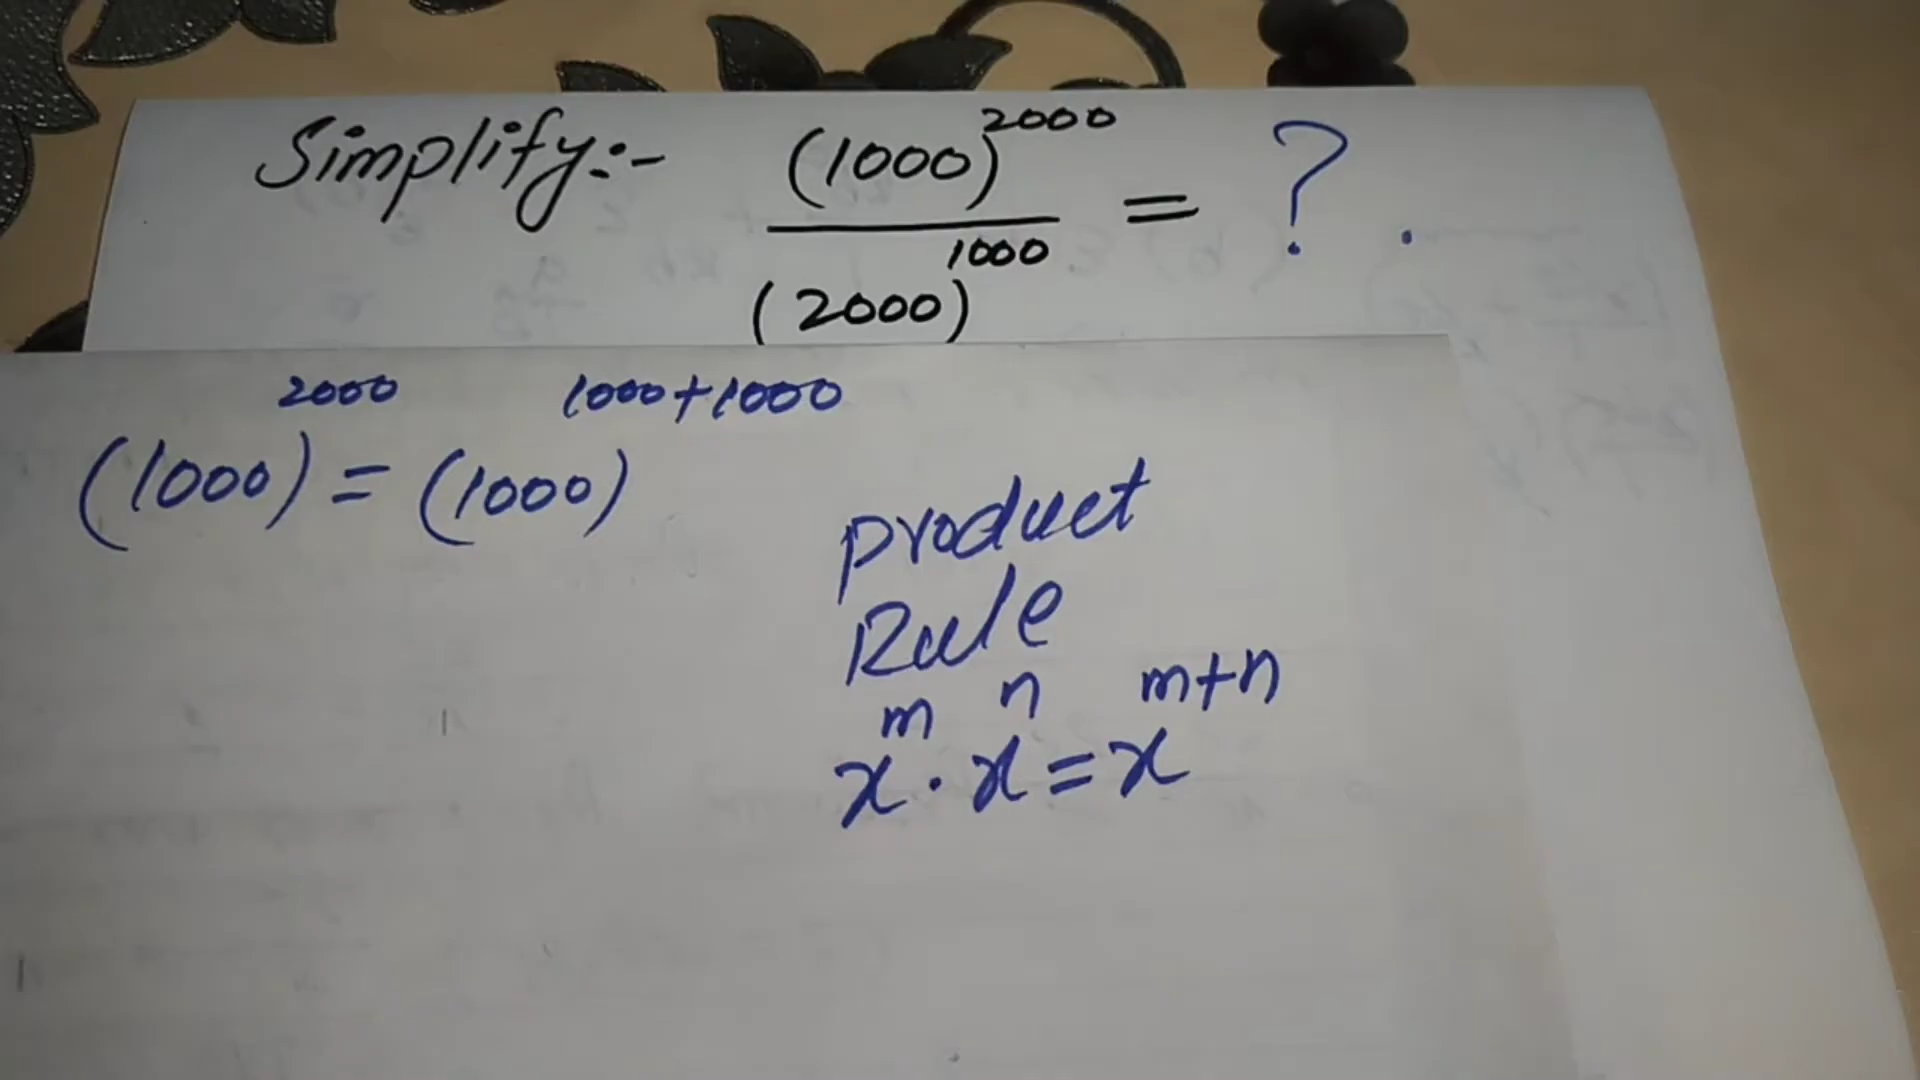 Simplify:- (1000)^2000 / (2000)^1000 = ? .
(1000)^2000 = (1000)^1000+1000
product
Rule
x^m · x^n = x^m+n